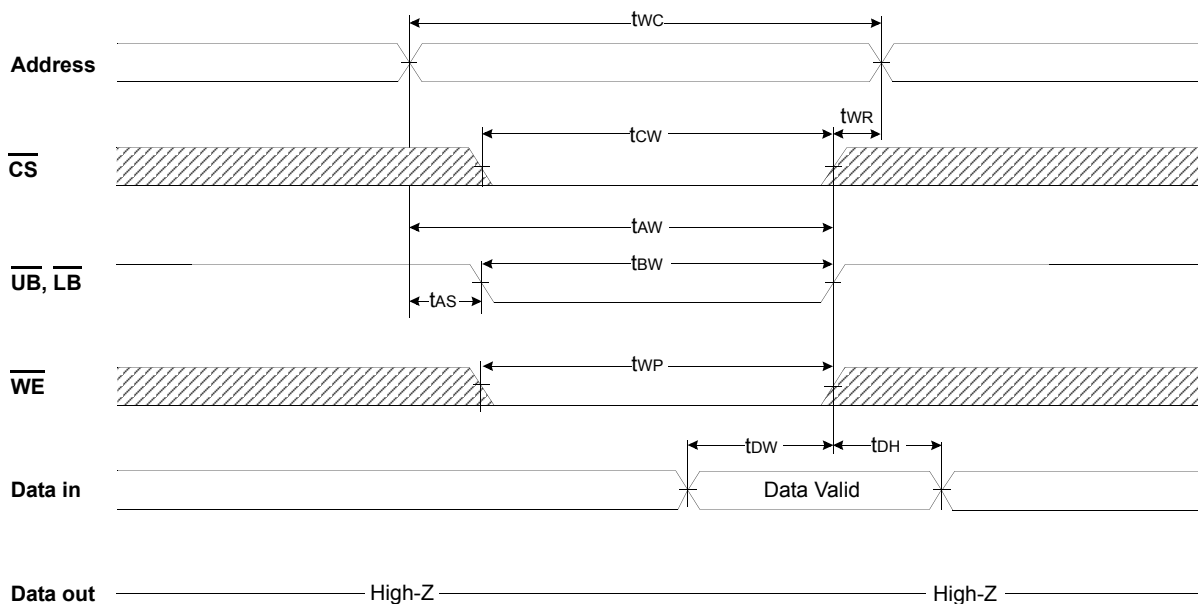 tWC
Address
tWR
tCW
CS
tAW
UB, LB
tBW
tAS
WE
tWP
tDW
tDH
Data in
Data Valid
Data out
High-Z
High-Z